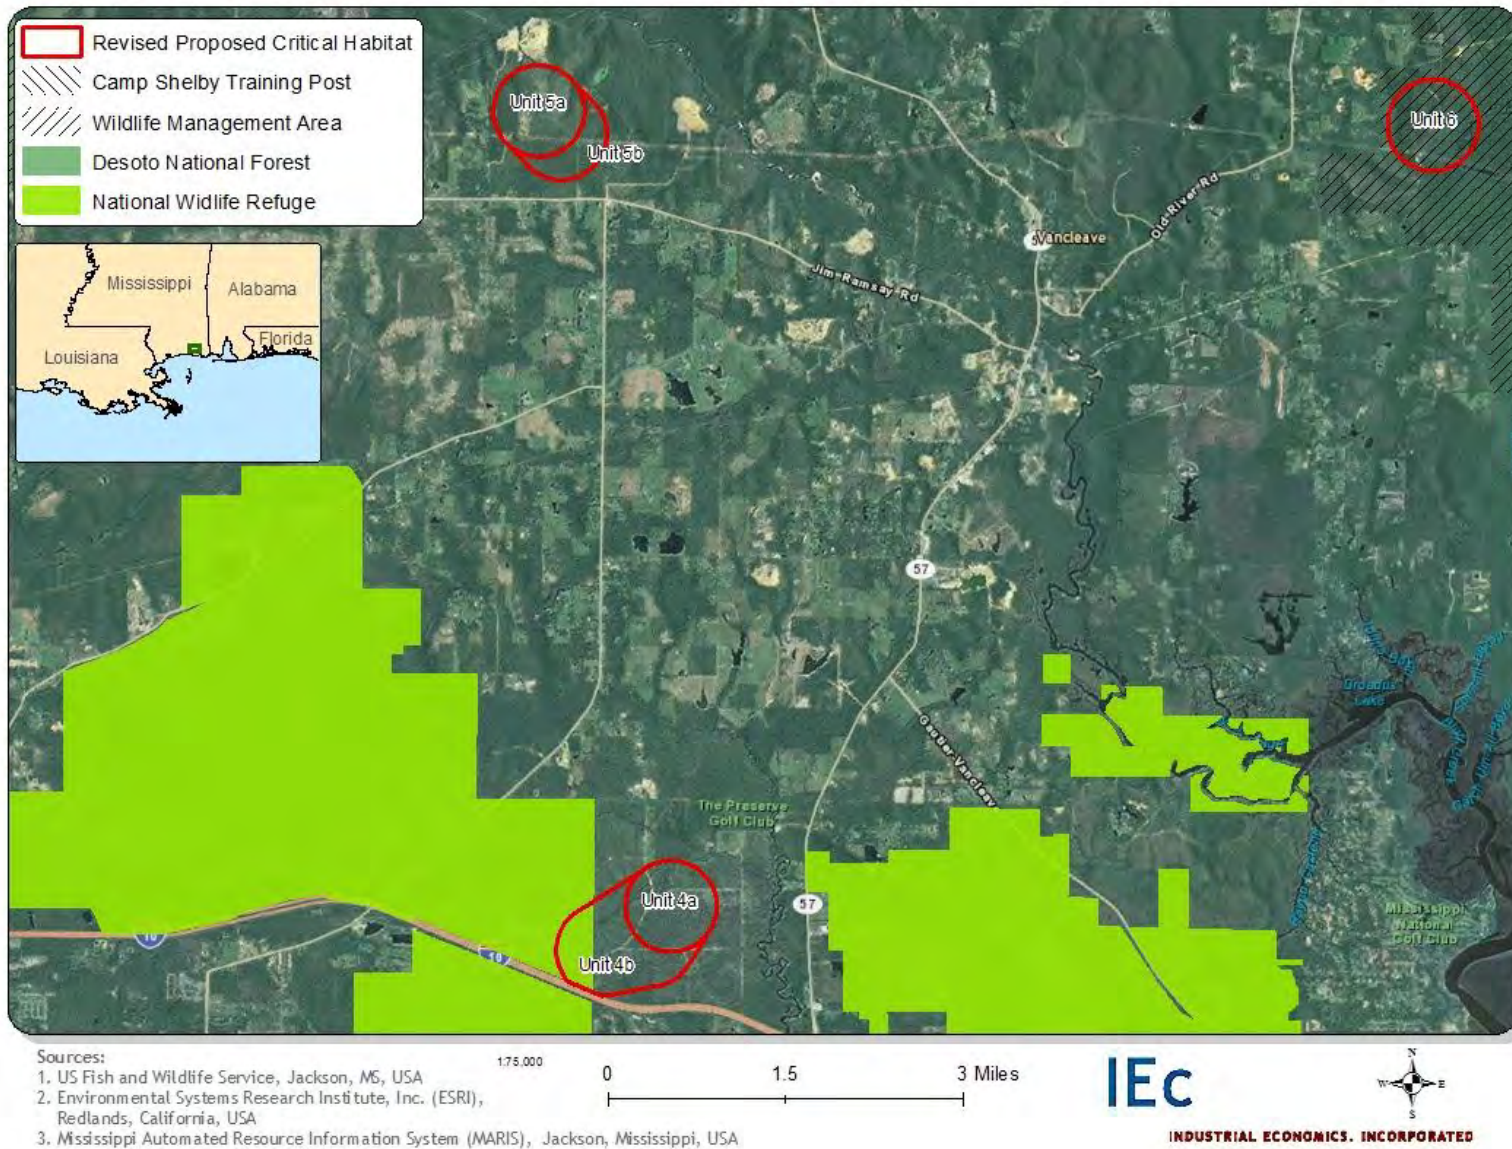 Revised Proposed Critical Habitat
Camp Shelby Training Post
Wildlife Management Area
Desoto National Forest
National Widlife Refuge
Mississippi
Alabama
Florida
Louisiana
Unit 5a
Unit 5b
Unit 6
Vancleave
Old River Rd
Jim Ramsay Rd
57
Gautier Vancleav
The Preserve
Golf Club
57
Unit 4a
Unit 4b
10
10
Lake
Mississippi
National
Golf Club
Sources:
1. US Fish and Wildlife Service, Jackson, MS, USA
2. Environmental Systems Research Institute, Inc. (ESRI),
Redlands, California, USA
3. Mississippi Automated Resource Information System (MARIS), Jackson, Mississippi, USA
1:75,000
0 1.5 3 Miles
IEc
N
W E
S
INDUSTRIAL ECONOMICS, INCORPORATED